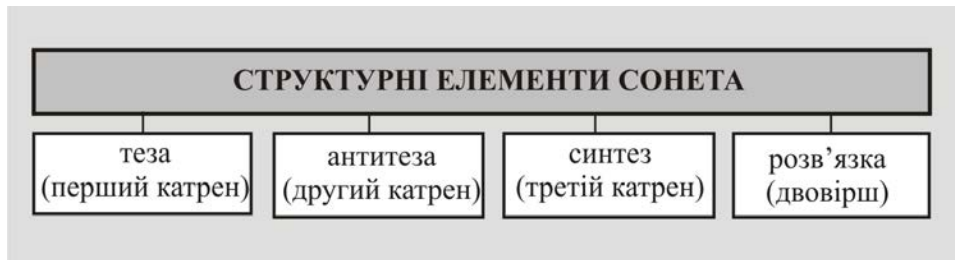 СТРУКТУРНІ ЕЛЕМЕНТИ СОНЕТА
теза
(перший катрен)
антитеза
(другий катрен)
синтез
(третій катрен)
розв’язка
(двовірш)